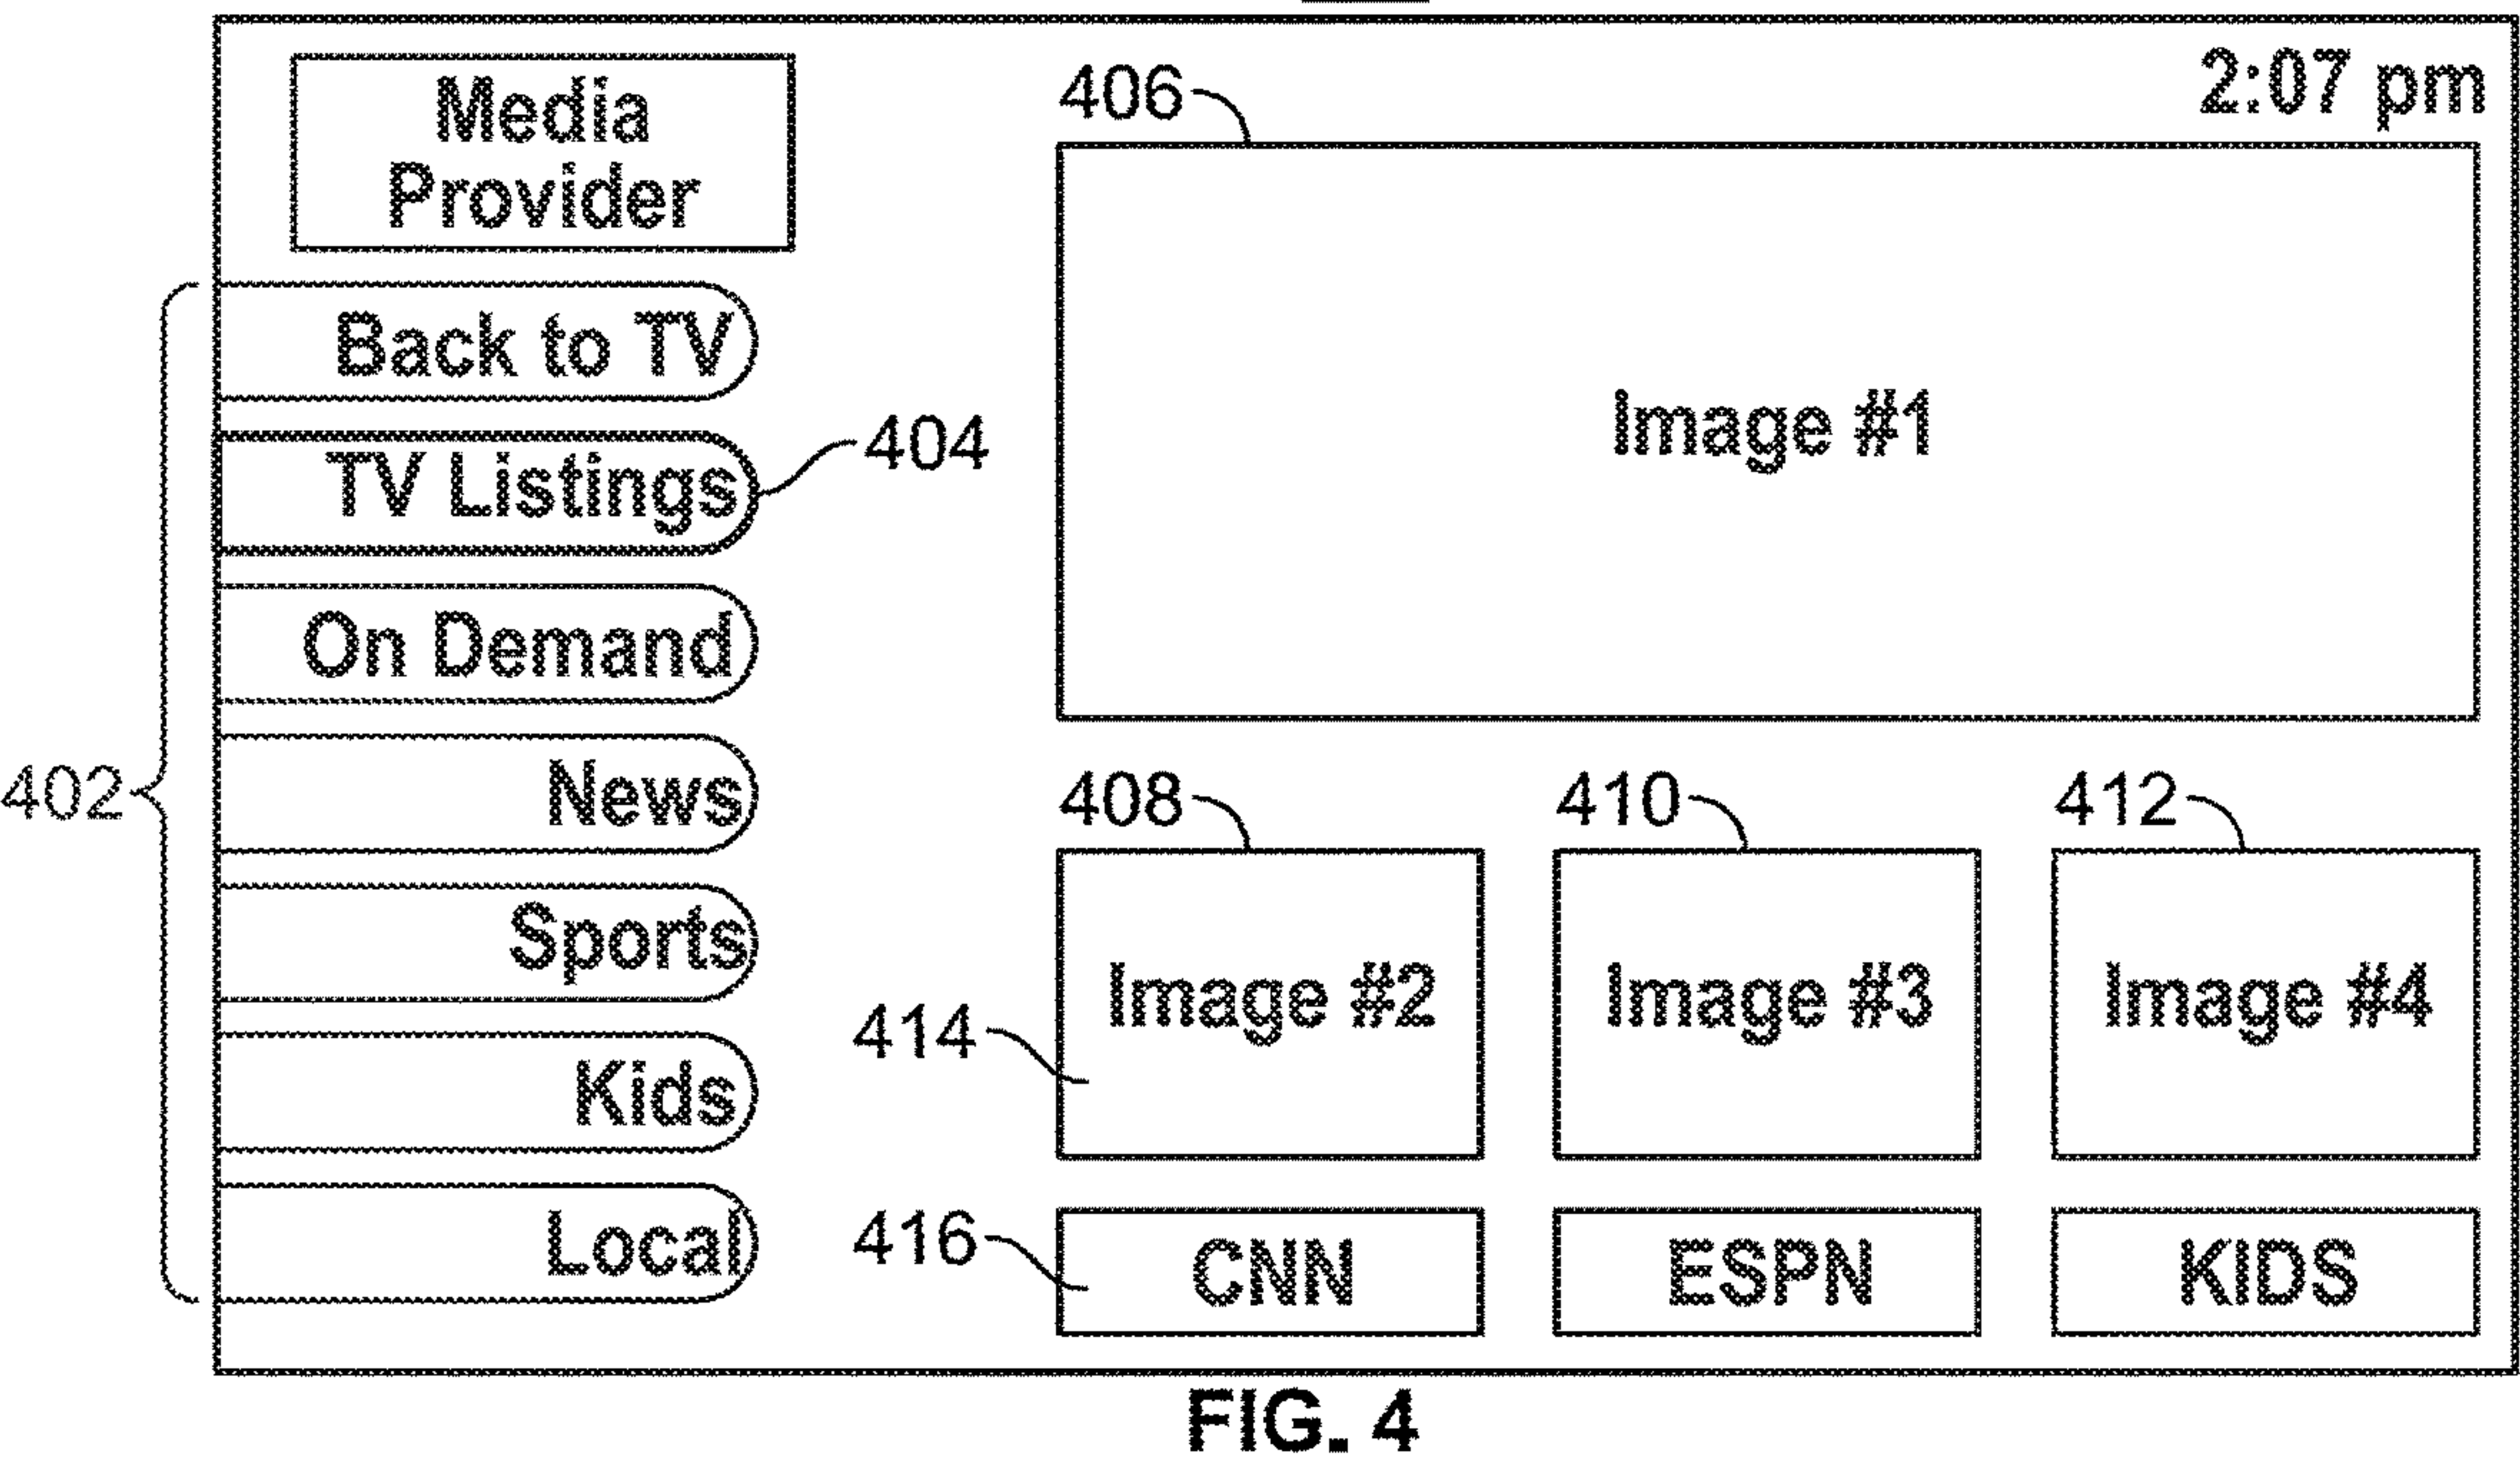 2:07 pm
Media
Provider
406
Back to TV
404
TV Listings
Image #1
On Demand
402
News
408
410
412
Sports
Image #2
Image #3
Image #4
414
Kids
Local
416
CNN
ESPN
KIDS
FIG. 4